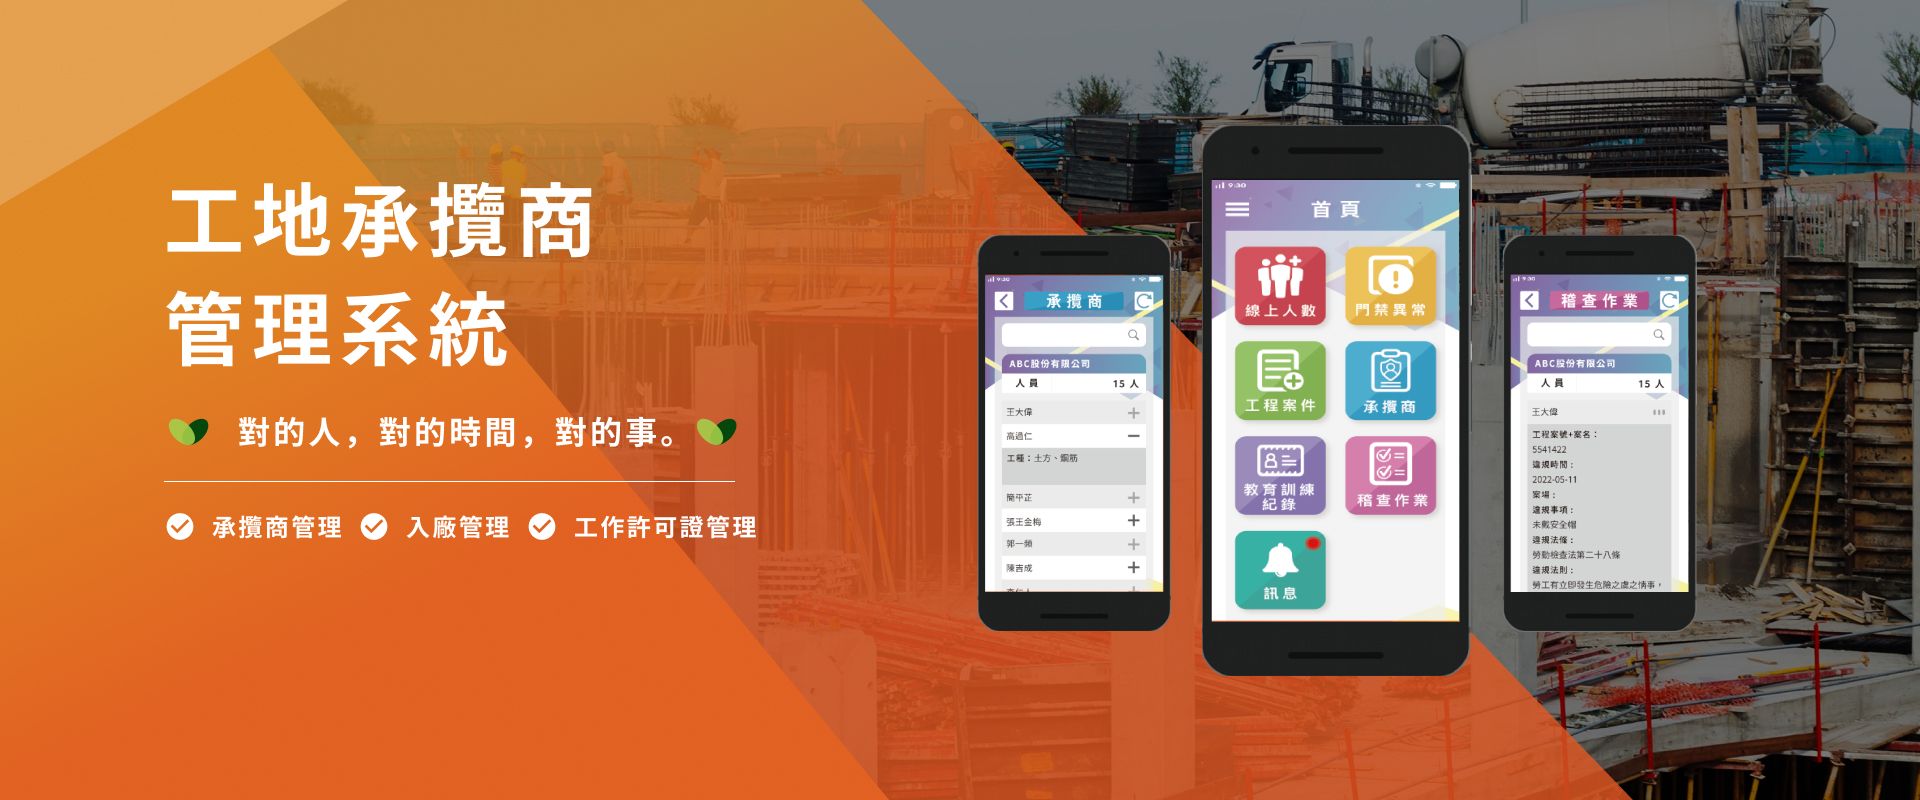 工地承攬商
管理系統
對的人，對的時間，對的事。
承攬商管理 入廠管理 工作許可證管理
9:30
承攬商
ABC股份有限公司
人員 15 人
王大偉
高過仁
工種：土方、鋼筋
簡平芷
張王金梅
郭一頻
陳吉成
9:30
首頁
線上人數
門禁異常
工程案件
承攬商
教育訓練
紀錄
稽查作業
訊息
9:30
稽查作業
ABC股份有限公司
人員 15 人
王大偉
工程案號+案名：
5541422
違規時間：
2022-05-11
案場：
違規事項：
未戴安全帽
違規法條：
勞動檢查法第二十八條
違規法則：
勞工有立即發生危險之虞之情事，